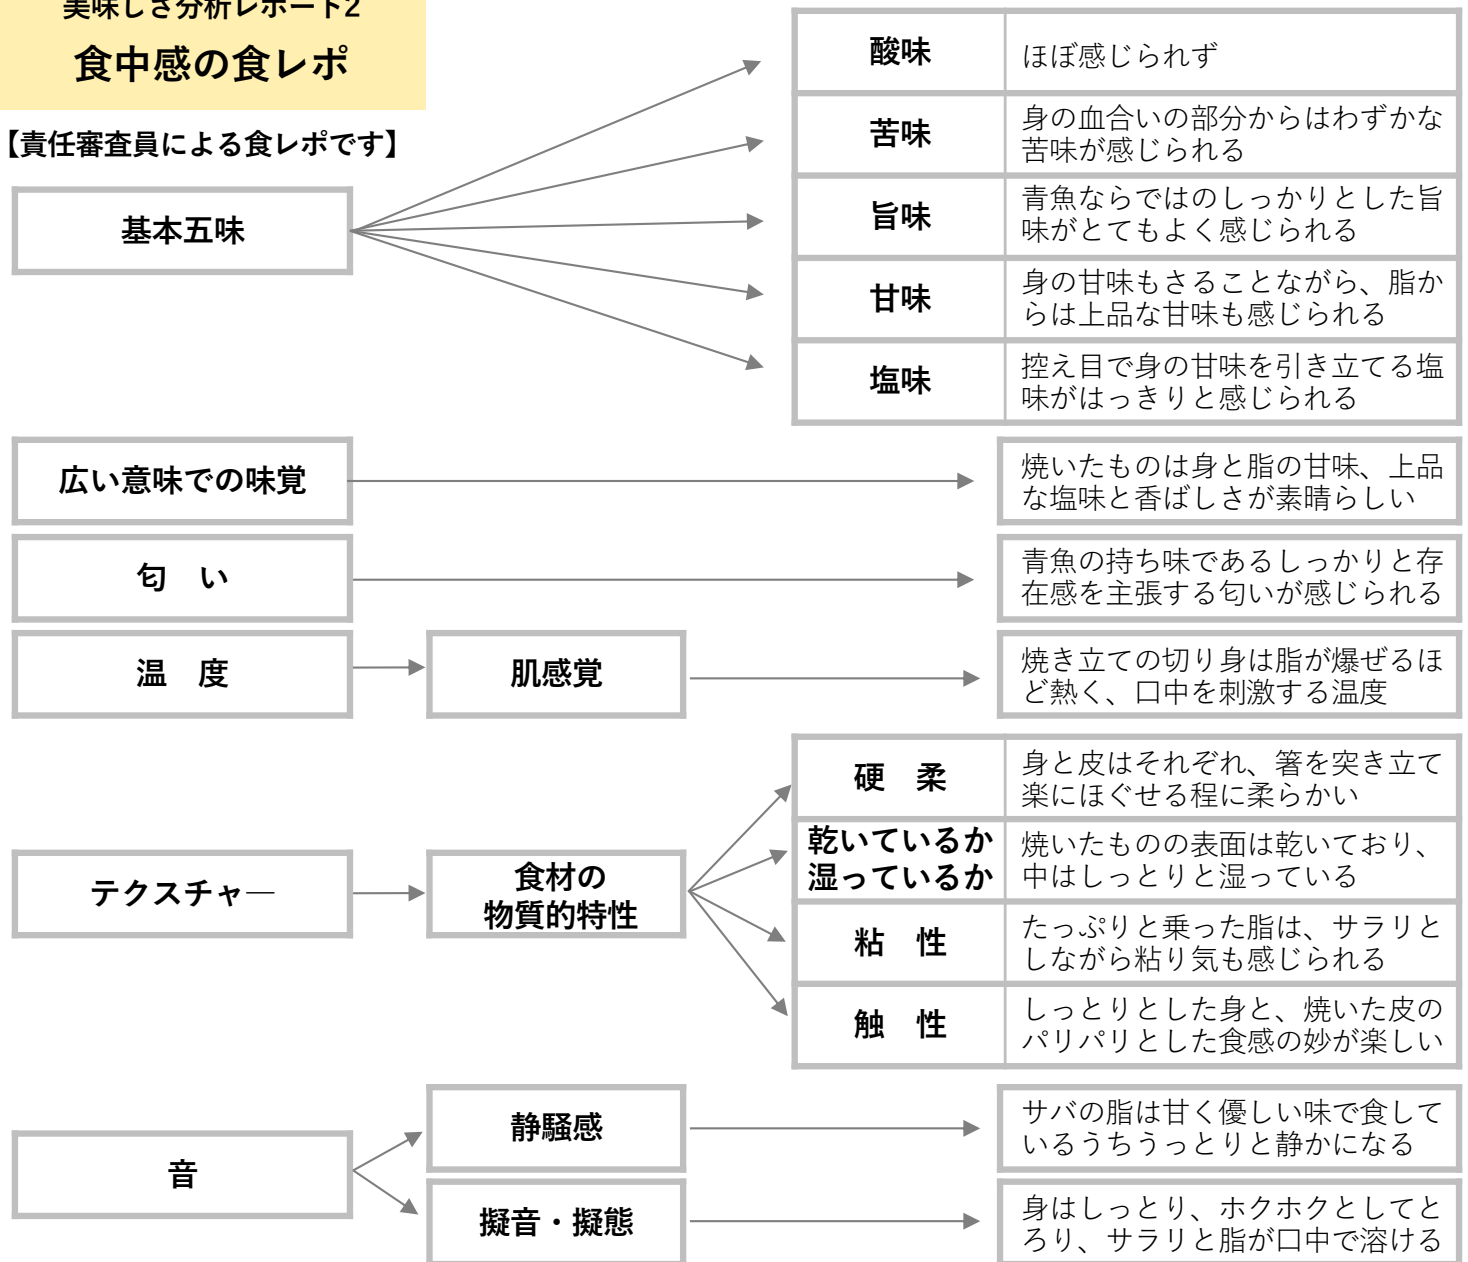 美味しさ分析レポート2
食中感の食レポ
【責任審査員による食レポです】
基本五味
酸味
ほぼ感じられず
苦味
身の血合いの部分からはわずかな
苦味が感じられる
旨味
青魚ならではのしっかりとした旨
味がとてもよく感じられる
甘味
身の甘味もさることながら、脂か
らは上品な甘味も感じられる
塩味
控え目で身の甘味を引き立てる塩
味がはっきりと感じられる
広い意味での味覚
焼いたものは身と脂の甘味、上品
な塩味と香ばしさが素晴らしい
匂　い
青魚の持ち味であるしっかりと存
在感を主張する匂いが感じられる
温　度
肌感覚
焼き立ての切り身は脂が爆ぜるほ
ど熱く、口中を刺激する温度
テクスチャ―
食材の
物質的特性
硬　柔
身と皮はそれぞれ、箸を突き立て
楽にほぐせる程に柔らかい
乾いているか
湿っているか
焼いたものの表面は乾いており、
中はしっとりと湿っている
粘　性
たっぷりと乗った脂は、サラリと
しながら粘り気も感じられる
触　性
しっとりとした身と、焼いた皮の
パリパリとした食感の妙が楽しい
音
静騒感
サバの脂は甘く優しい味で食して
いるうちうっとりと静かになる
擬音・擬態
身はしっとり、ホクホクとしてと
ろり、サラリと脂が口中で溶ける